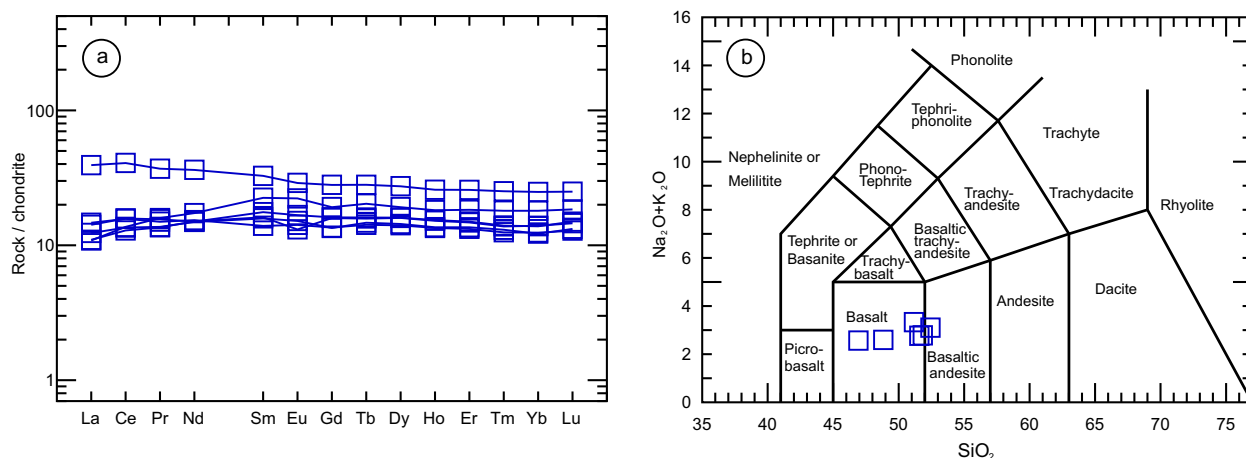 a
100
10
1
Rock / chondrite
La Ce Pr Nd Sm Eu Gd Tb Dy Ho Er Tm Yb Lu
b
16
14
12
10
8
6
4
2
0
Na2O+K2O
35 40 45 50 55 60 65 70 75
SiO2
Phonolite
Tephri-
phonolite
Trachyte
Nephelinite or
Melilitite
Phono-
Tephrite
Trachy-
andesite
Trachydacite
Rhyolite
Tephrite or
Basanite
Basaltic
trachy-
andesite
Trachy-
basalt
Basalt
Andesite
Dacite
Picro-
basalt
Basaltic
andesite